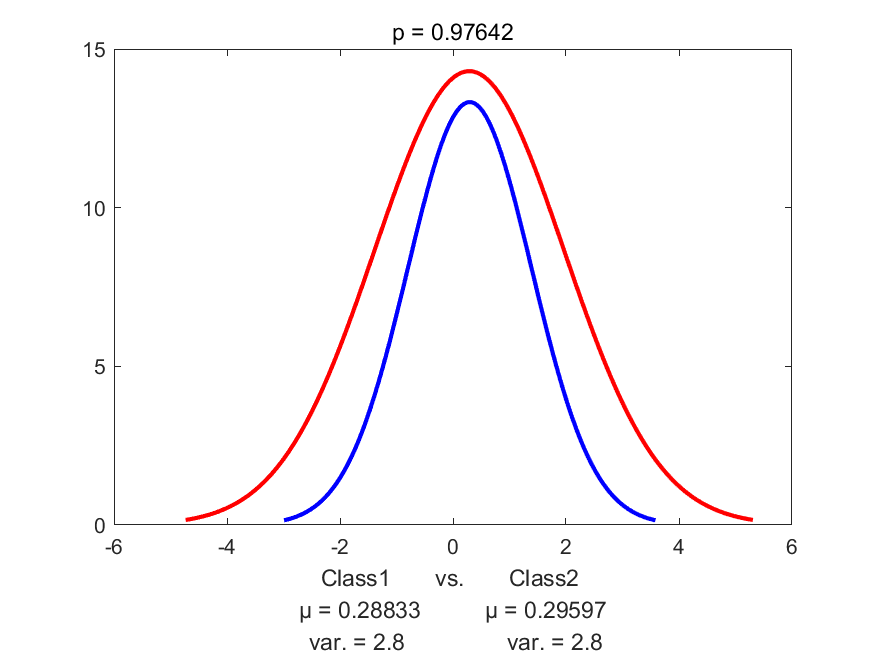 p = 0.97642
15
10
5
0
-6 -4 -2 0 2 4 6
Class1 vs. Class2
μ = 0.28833 μ = 0.29597
var. = 2.8 var. = 2.8